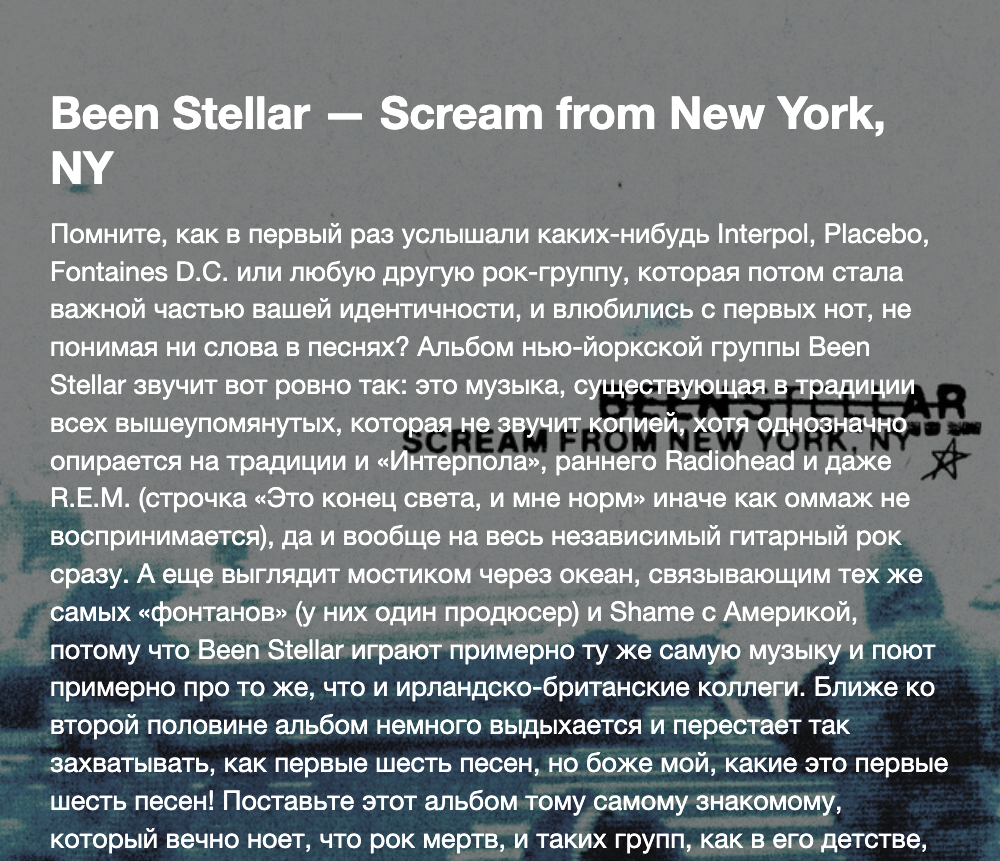 Been Stellar — Scream from New York,
NY
Помните, как в первый раз услышали каких-нибудь Interpol, Placebo,
Fontaines D.C. или любую другую рок-группу, которая потом стала
важной частью вашей идентичности, и влюбились с первых нот, не
понимая ни слова в песнях? Альбом нью-йоркской группы Been
Stellar звучит вот ровно так: это музыка, существующая в традиции
всех вышеупомянутых, которая не звучит копией, хотя однозначно
опирается на традиции и «Интерпола», раннего Radiohead и даже
R.E.M. (строчка «Это конец света, и мне норм» иначе как оммаж не
воспринимается), да и вообще на весь независимый гитарный рок
сразу. А еще выглядит мостиком через океан, связывающим тех же
самых «фонтанов» (у них один продюсер) и Shame с Америкой,
потому что Been Stellar играют примерно ту же самую музыку и поют
примерно про то же, что и ирландско-британские коллеги. Ближе ко
второй половине альбом немного выдыхается и перестает так
захватывать, как первые шесть песен, но боже мой, какие это первые
шесть песен! Поставьте этот альбом тому самому знакомому,
который вечно ноет, что рок мертв, и таких групп, как в его детстве,
BEEN STELLAR
SCREAM FROM NEW YORK, NY